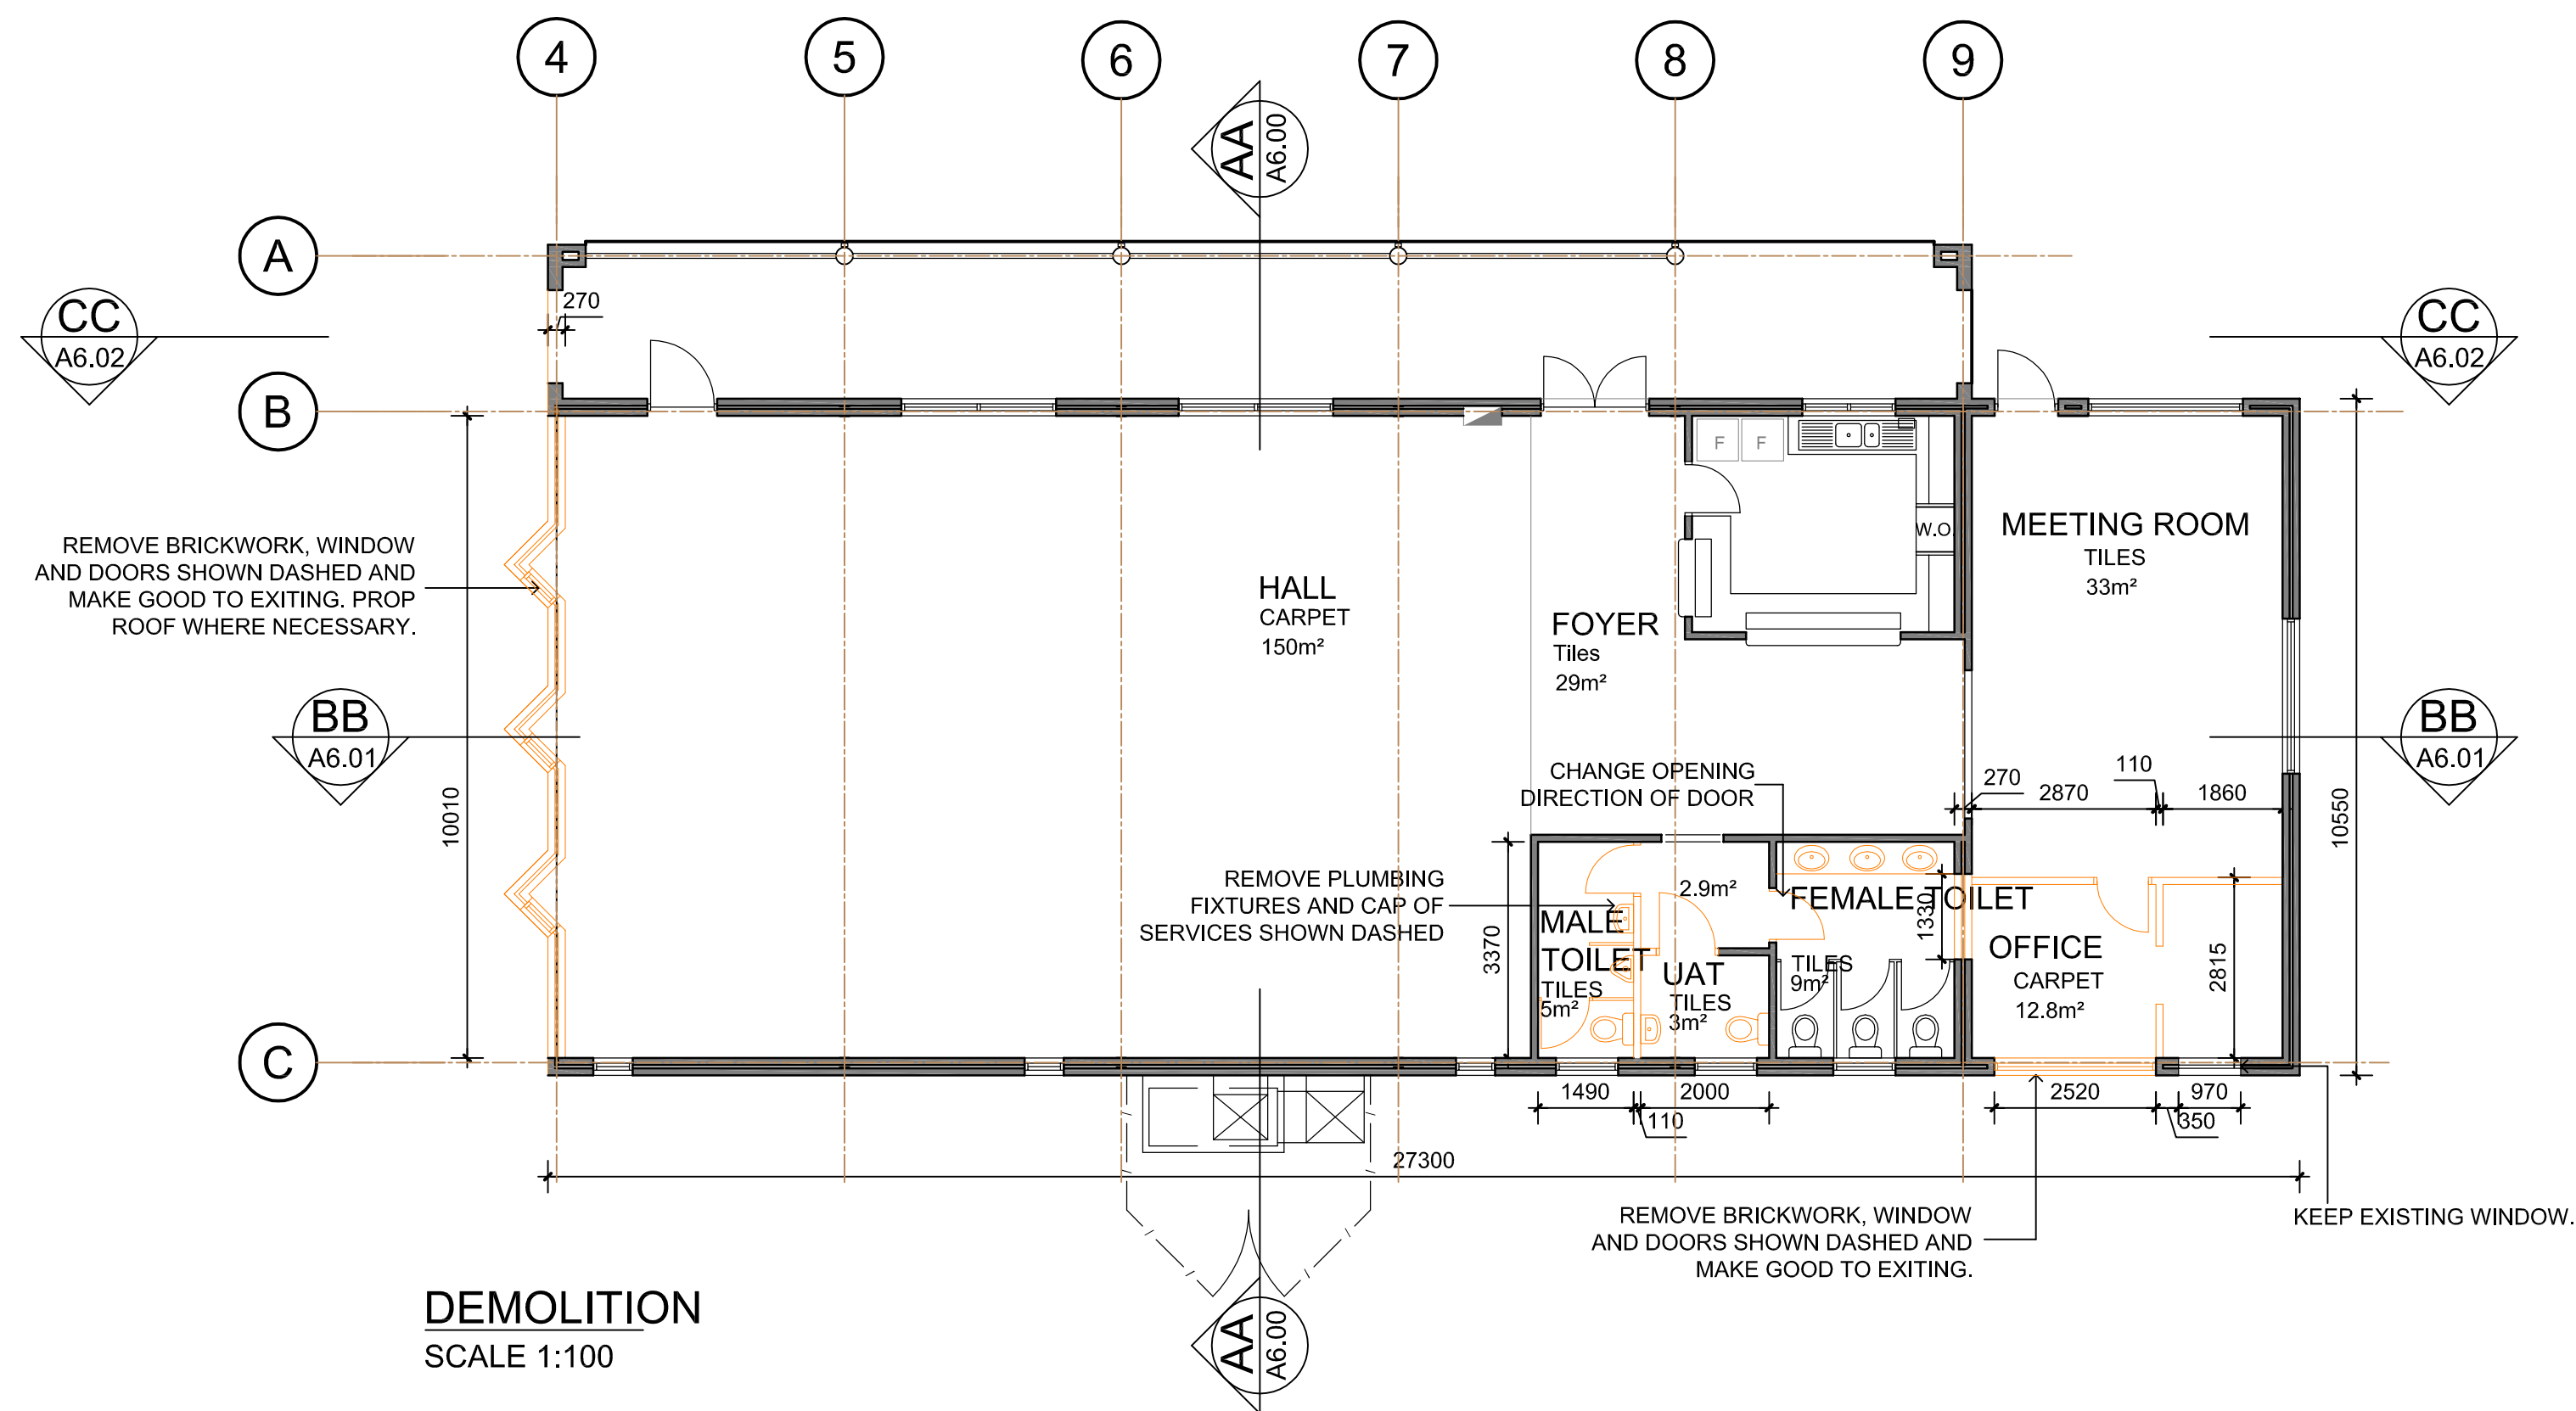 4
5
6
7
8
9
AA
A6.00
A
270
CC
A6.02
CC
A6.02
B
F
F
W.O.
MEETING ROOM
TILES
33m²
REMOVE BRICKWORK, WINDOW
AND DOORS SHOWN DASHED AND
MAKE GOOD TO EXITING. PROP
ROOF WHERE NECESSARY.
HALL
CARPET
150m²
FOYER
Tiles
29m²
BB
A6.01
BB
A6.01
CHANGE OPENING
DIRECTION OF DOOR
270
2870
110
1860
10010
10550
REMOVE PLUMBING
FIXTURES AND CAP OF
SERVICES SHOWN DASHED
3370
2.9m²
MALE
TOILET
TILES
5m²
UAT
TILES
3m²
FEMALE TOILET
TILES
9m²
1330
OFFICE
CARPET
12.8m²
2815
C
1490
110
2000
2520
350
970
27300
REMOVE BRICKWORK, WINDOW
AND DOORS SHOWN DASHED AND
MAKE GOOD TO EXITING.
KEEP EXISTING WINDOW.
DEMOLITION
SCALE 1:100
AA
A6.00